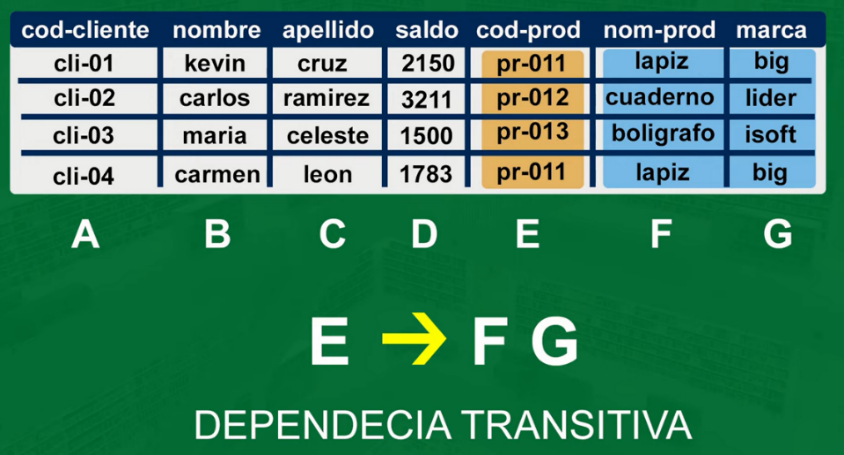 cod-cliente nombre apellido saldo cod-prod nom-prod marca
cli-01 kevin cruz 2150 pr-011 lapiz big
cli-02 carlos ramirez 3211 pr-012 cuaderno lider
cli-03 maria celeste 1500 pr-013 boligrafo isoft
cli-04 carmen leon 1783 pr-011 lapiz big
A B C D E F G
E → F G
DEPENDECIA TRANSITIVA